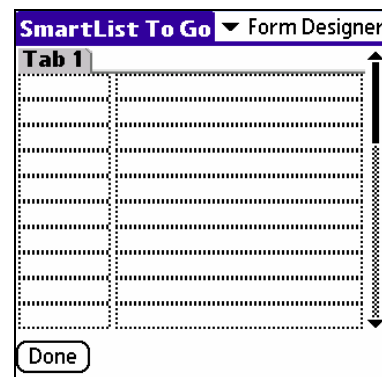 SmartList To Go Form Designer
Tab 1
Done